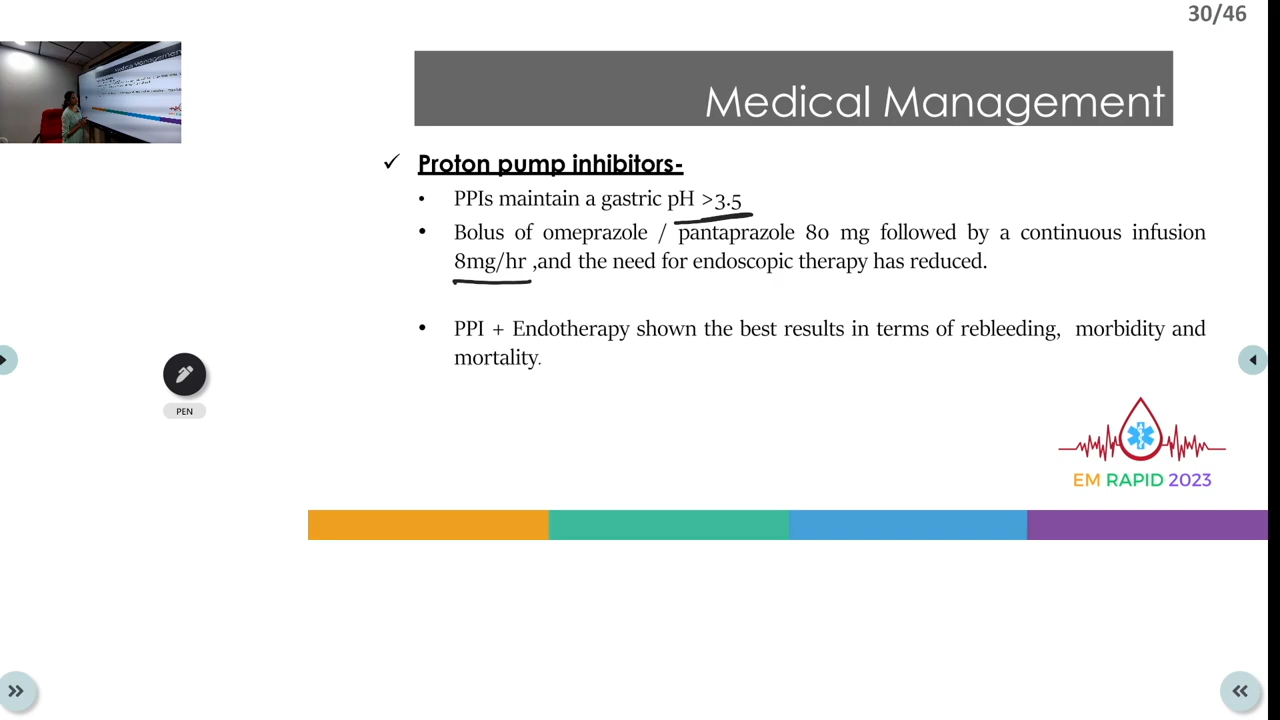 30/46
Medical Management
✓ Proton pump inhibitors-
• PPIs maintain a gastric pH >3.5
• Bolus of omeprazole / pantaprazole 80 mg followed by a continuous infusion
8mg/hr ,and the need for endoscopic therapy has reduced.
• PPI + Endotherapy shown the best results in terms of rebleeding, morbidity and
mortality.
PEN
EM RAPID 2023